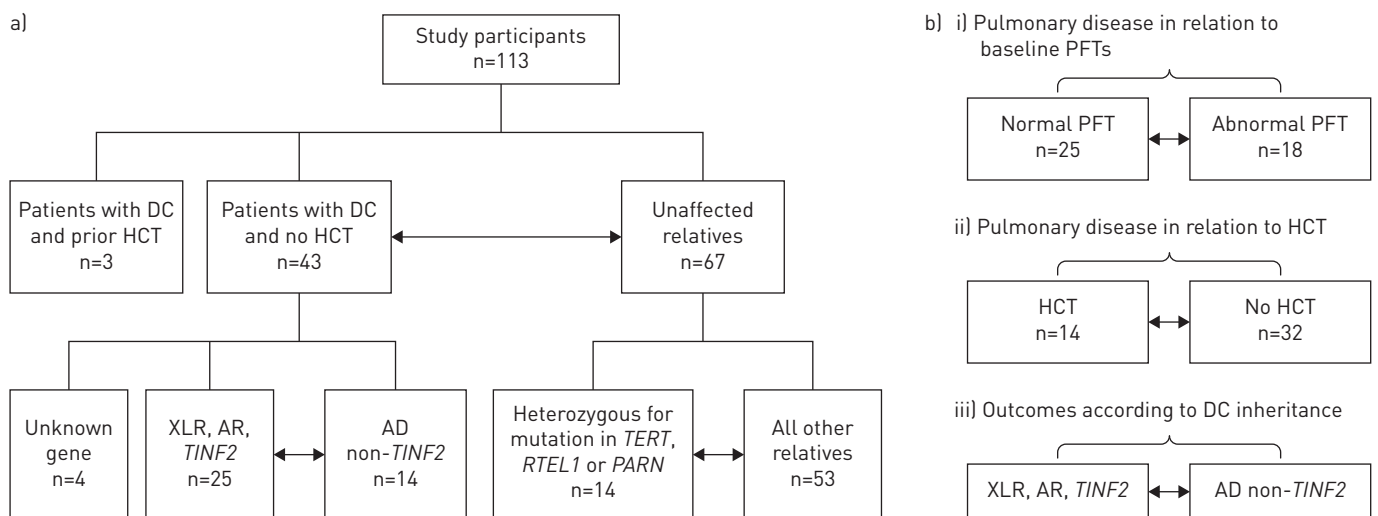 a)
Study participants
n=113
Patients with DC
and prior HCT
n=3
Patients with DC
and no HCT
n=43
Unaffected
relatives
n=67
Unknown
gene
n=4
XLR, AR,
TINF2
n=25
AD
non-TINF2
n=14
Heterozygous for
mutation in TERT,
RTEL1 or PARN
n=14
All other
relatives
n=53
b) i) Pulmonary disease in relation to
baseline PFTs
Normal PFT
n=25
Abnormal PFT
n=18
ii) Pulmonary disease in relation to HCT
HCT
n=14
No HCT
n=32
iii) Outcomes according to DC inheritance
XLR, AR, TINF2
AD non-TINF2